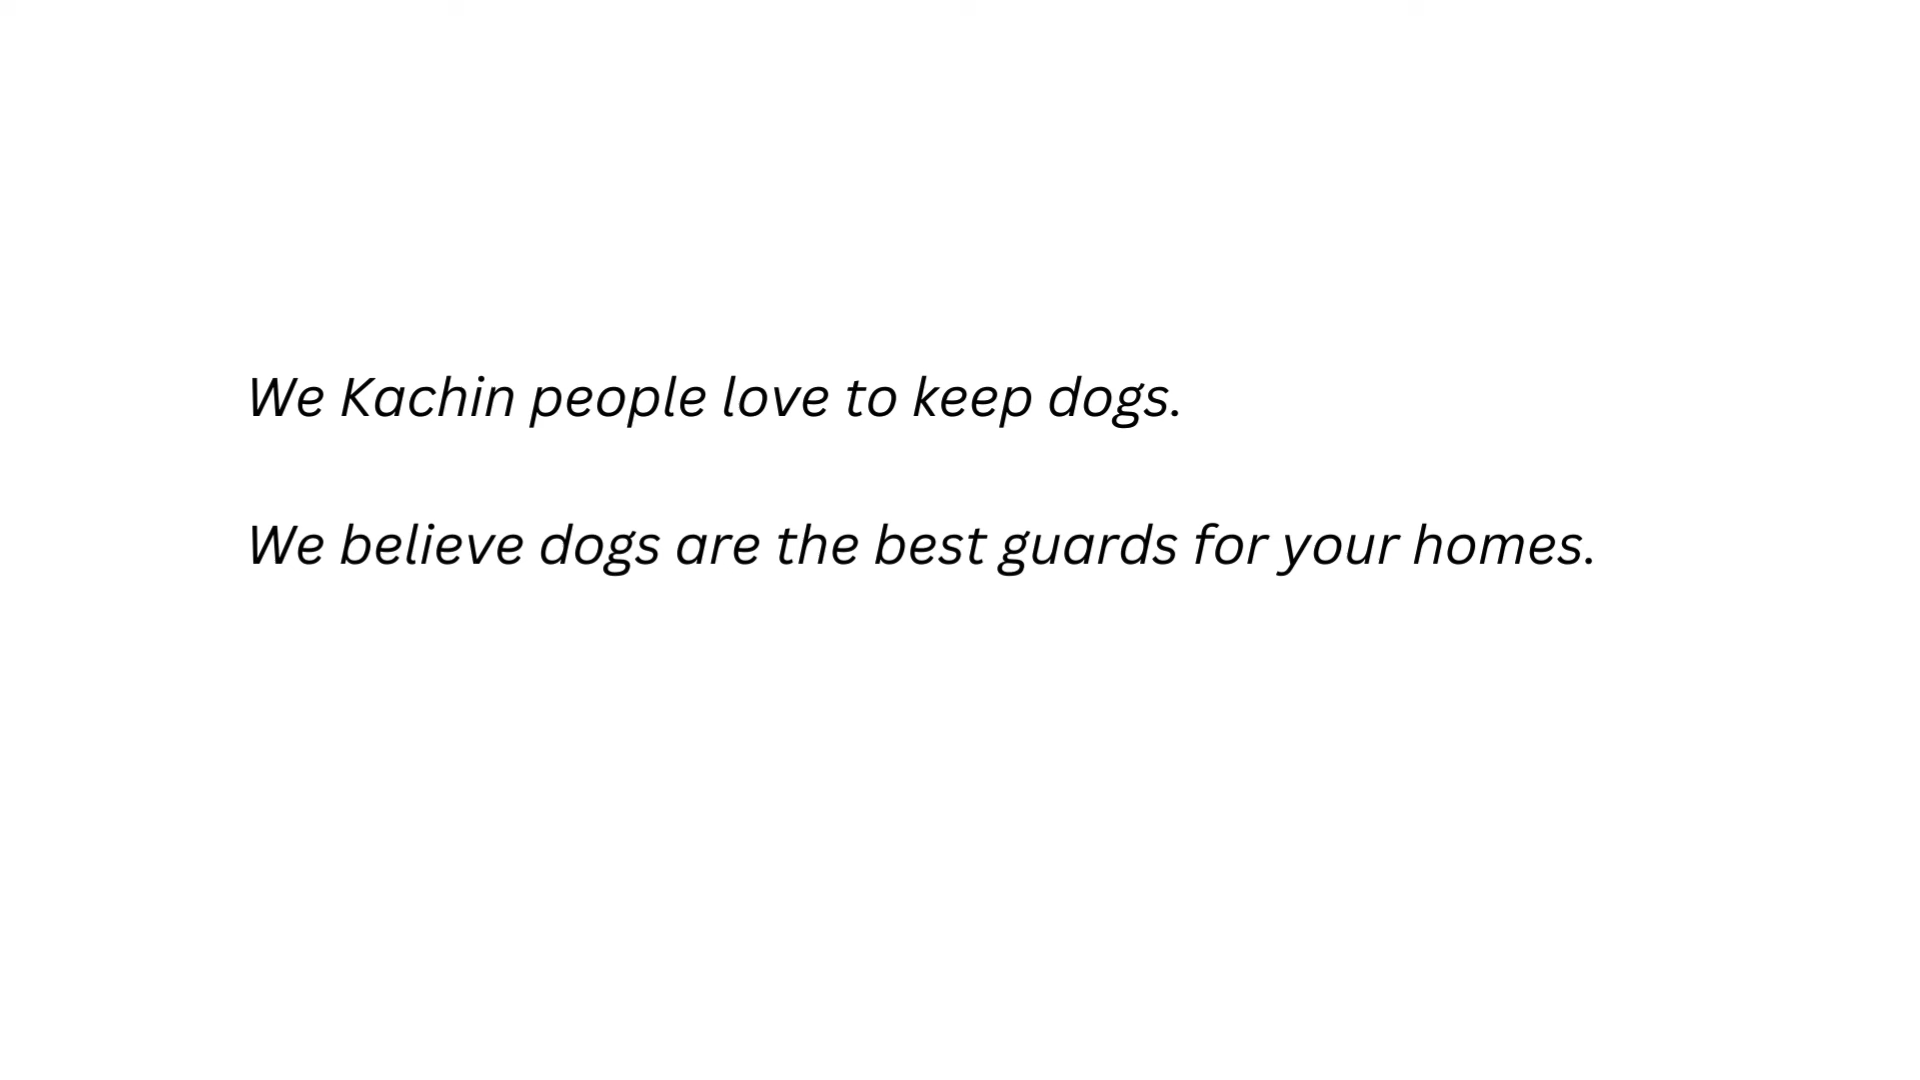 We Kachin people love to keep dogs.
We believe dogs are the best guards for your homes.